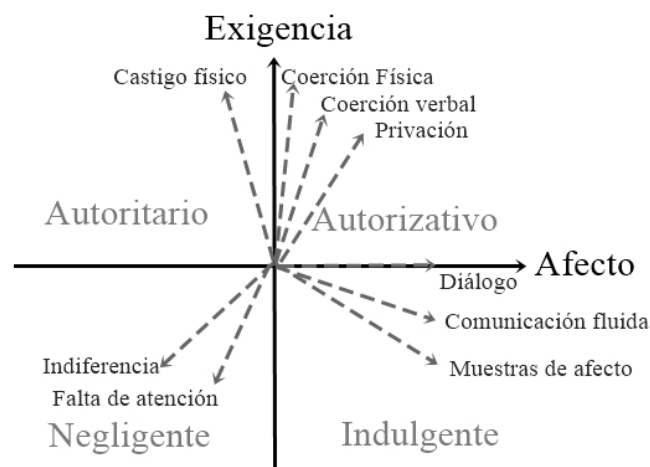 Exigencia
Castigo físico
Coerción Física
Coerción verbal
Privación
Autoritario
Autorizativo
Afecto
Diálogo
Comunicación fluida
Indiferencia
Muestras de afecto
Falta de atención
Negligente
Indulgente